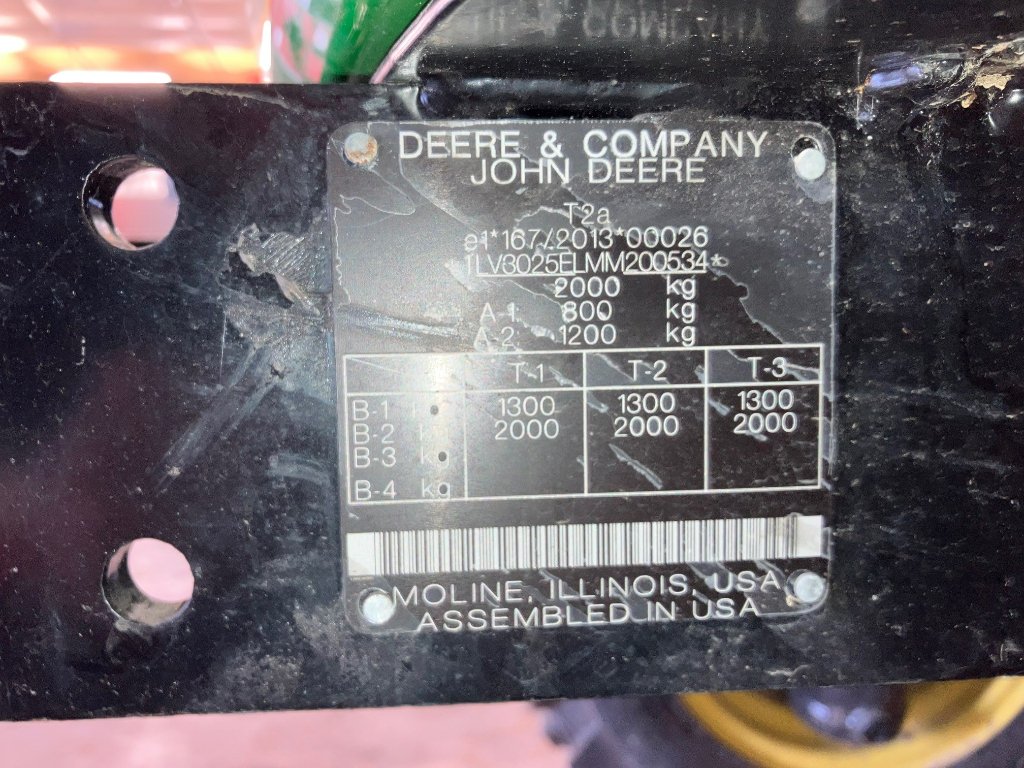 DEERE & COMPANY
JOHN DEERE
T2a
e1*167/2013*00026
1LV3025ELMM200534*
2000 kg
A-1: 800 kg
A-2: 1200 kg
T-1 T-2 T-3
B-1 1300 1300 1300
B-2 kg 2000 2000 2000
B-3 kg
B-4 kg
MOLINE, ILLINOIS, USA
ASSEMBLED IN USA